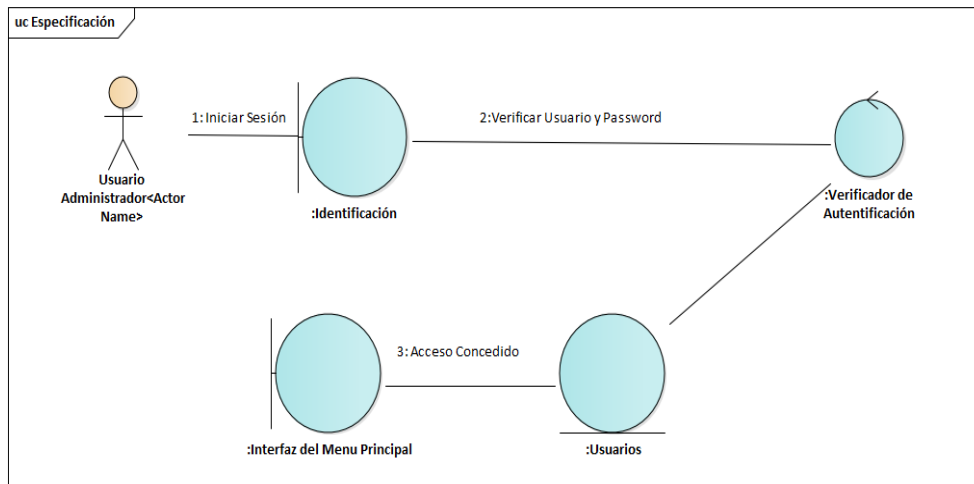 uc Especificación
1: Iniciar Sesión
2:Verificar Usuario y Password
Usuario
Administrador<Actor
Name>
:Identificación
:Verificador de
Autentificación
3: Acceso Concedido
:Interfaz del Menu Principal
:Usuarios